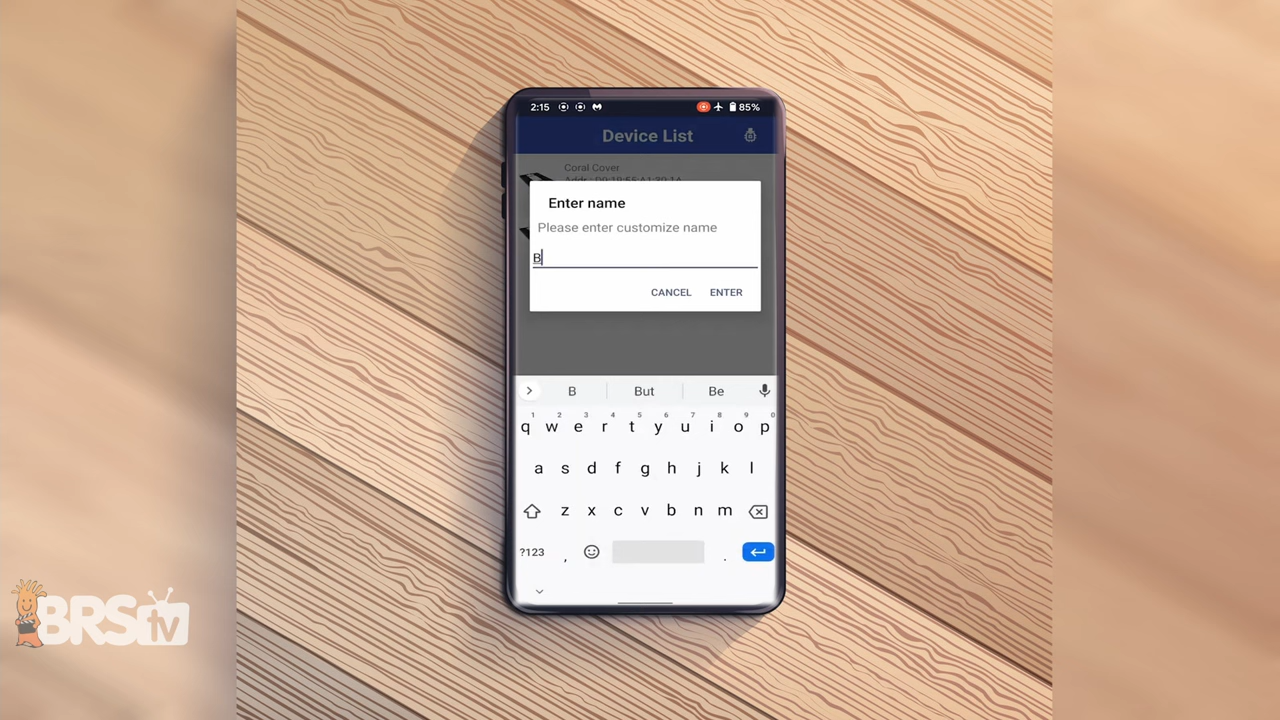 2:15 85%
Device List
Coral Cover
Enter name
Please enter customize name
B
CANCEL ENTER
B But Be
1 2 3 4 5 6 7 8 9 0
q w e r t y u i o p
a s d f g h j k l
z x c v b n m
?123 , .
BRStv